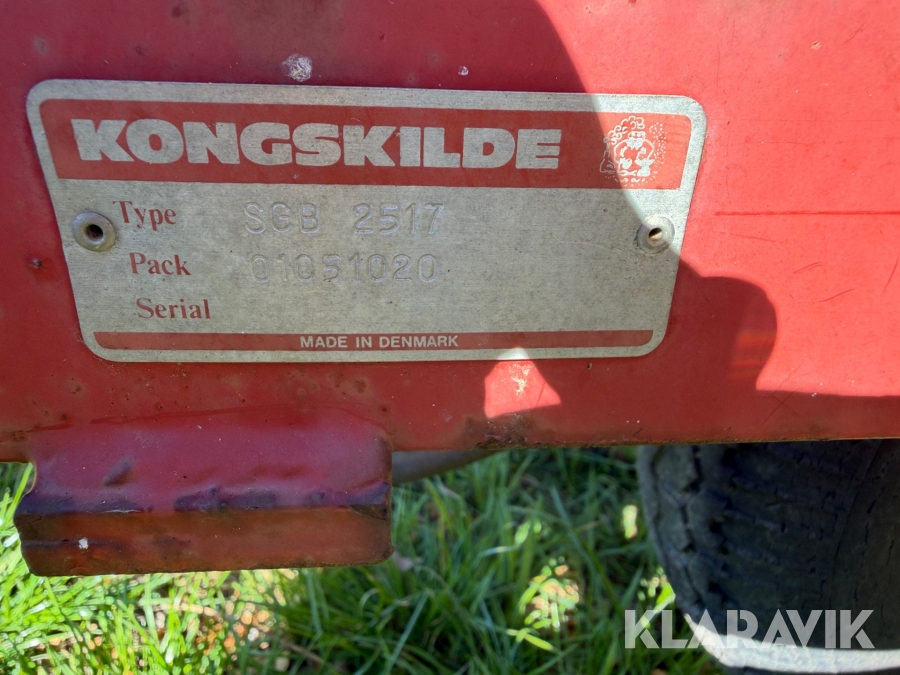 KONGSKILDE
Type SGB 2517
Pack 01051020
Serial
MADE IN DENMARK
KLARAVIK